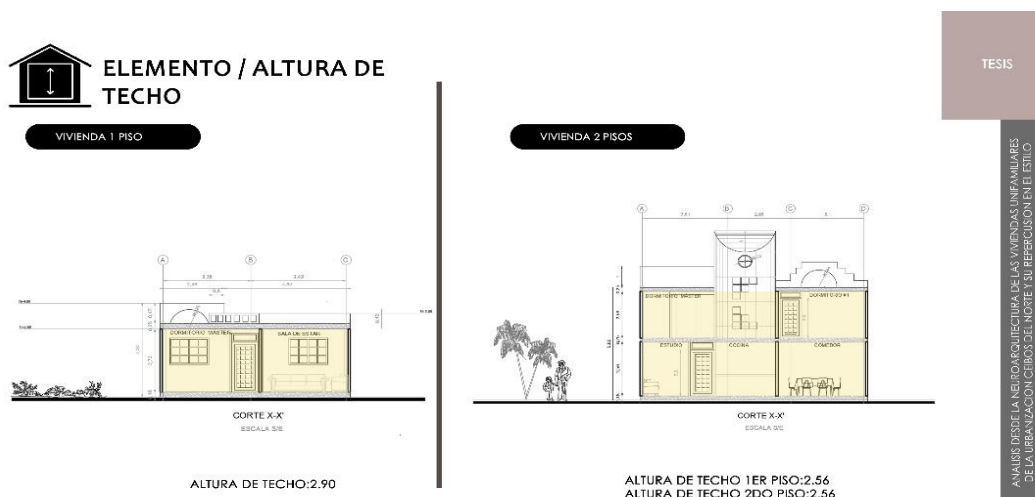 ELEMENTO / ALTURA DE
TECHO
TESIS
VIVIENDA 1 PISO
VIVIENDA 2 PISOS
A
B
C
DORMITORIO MASTER
SALA DE ESTAR
CORTE X-X'
ESCALA S/E
ALTURA DE TECHO:2.90
A
B
C
D
DORMITORIO MASTER
DORMITORIO #1
ESTUDIO
COCINA
COMEDOR
CORTE X-X'
ESCALA S/E
ALTURA DE TECHO 1ER PISO:2.56
ALTURA DE TECHO 2DO PISO:2.56
ANALISIS DESDE LA NEUROARQUITECTURA DE LAS VIVIENDAS UNIFAMILIARES
DE LA URBANIZACION CEIBOS DEL NORTE Y SU REPERCUSION EN EL ESTILO